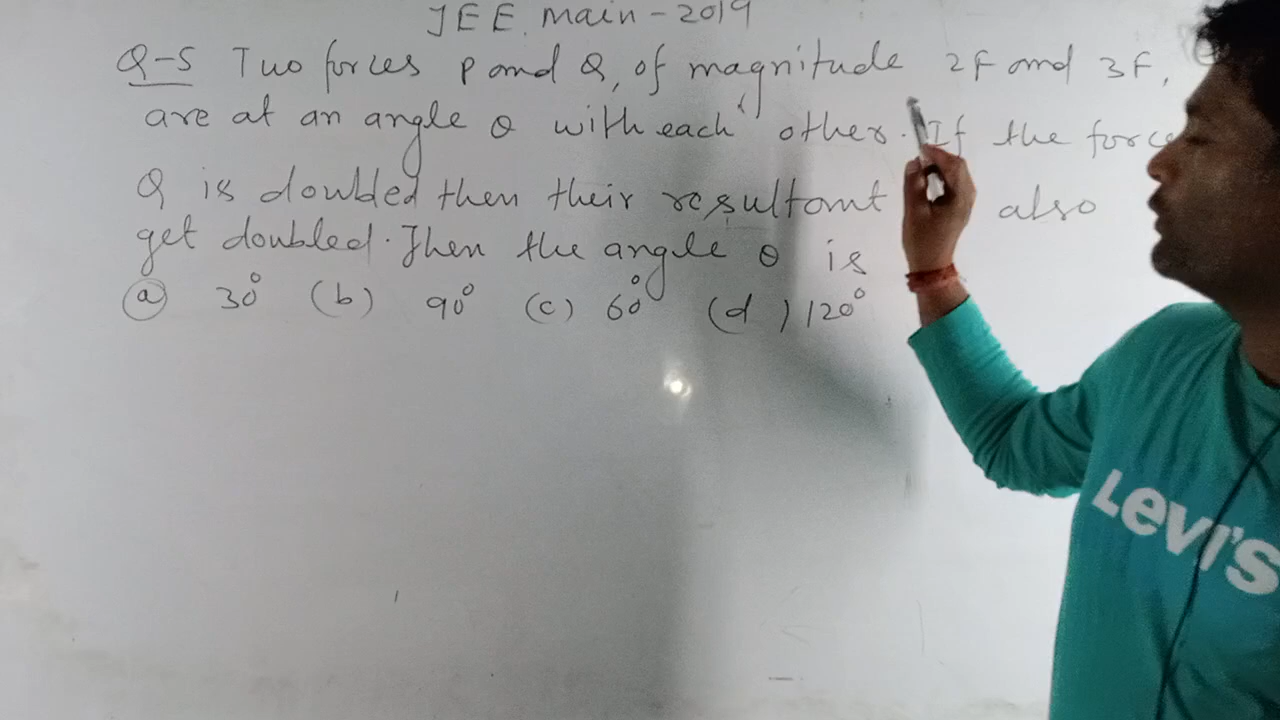 JEE. main - 2019
Q-5 Two forces P and Q, of magnitude 2F and 3F,
are at an angle θ with each other. If the force
Q is doubled then their resultant also
get doubled. Then the angle θ is
(a) 30° (b) 90° (c) 60° (d) 120°
LEVI'S